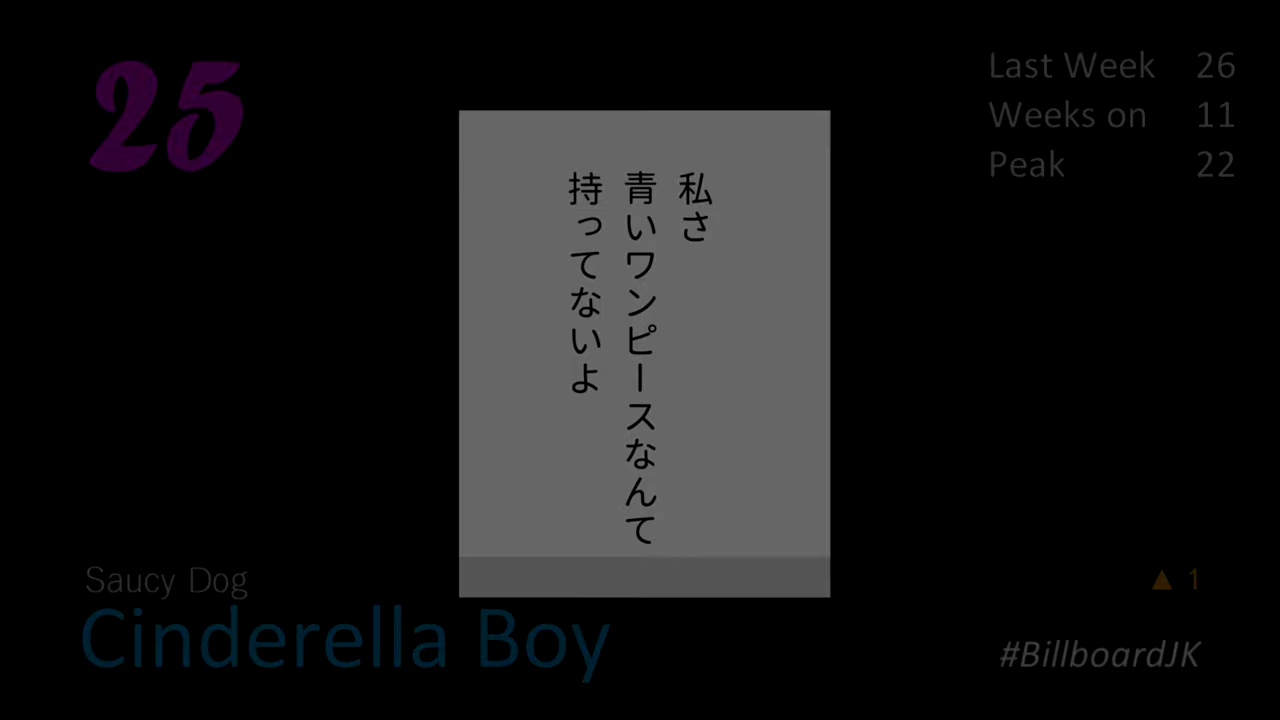 25
Last Week 26
Weeks on 11
Peak 22
私さ
青いワンピースなんて
持ってないよ
Saucy Dog
Cinderella Boy
▲ 1
#BillboardJK